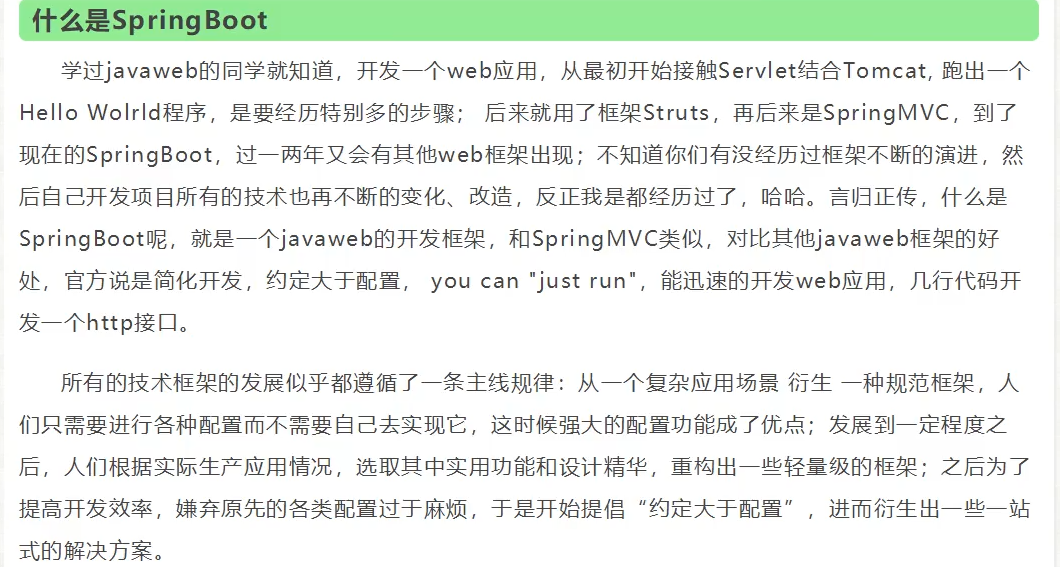 什么是SpringBoot
学过javaweb的同学就知道，开发一个web应用，从最初开始接触Servlet结合Tomcat, 跑出一个
Hello Wolrld程序，是要经历特别多的步骤； 后来就用了框架Struts，再后来是SpringMVC，到了
现在的SpringBoot，过一两年又会有其他web框架出现；不知道你们有没经历过框架不断的演进，然
后自己开发项目所有的技术也再不断的变化、改造，反正我是都经历过了，哈哈。言归正传，什么是
SpringBoot呢，就是一个javaweb的开发框架，和SpringMVC类似，对比其他javaweb框架的好
处，官方说是简化开发，约定大于配置， you can "just run"，能迅速的开发web应用，几行代码开
发一个http接口。
所有的技术框架的发展似乎都遵循了一条主线规律：从一个复杂应用场景 衍生 一种规范框架，人
们只需要进行各种配置而不需要自己去实现它，这时候强大的配置功能成了优点；发展到一定程度之
后，人们根据实际生产应用情况，选取其中实用功能和设计精华，重构出一些轻量级的框架；之后为了
提高开发效率，嫌弃原先的各类配置过于麻烦，于是开始提倡“约定大于配置”，进而衍生出一些一站
式的解决方案。